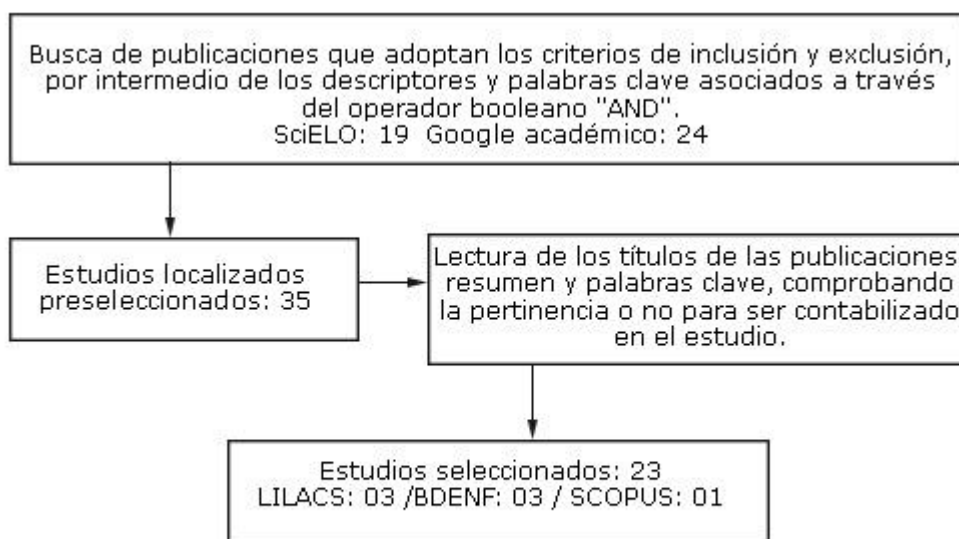 Busca de publicaciones que adoptan los criterios de inclusión y exclusión,
por intermedio de los descriptores y palabras clave asociados a través
del operador booleano "AND".
SciELO: 19 Google académico: 24
Estudios localizados
preseleccionados: 35
Lectura de los títulos de las publicaciones
resumen y palabras clave, comprobando
la pertinencia o no para ser contabilizado
en el estudio.
Estudios seleccionados: 23
LILACS: 03 /BDENF: 03 / SCOPUS: 01